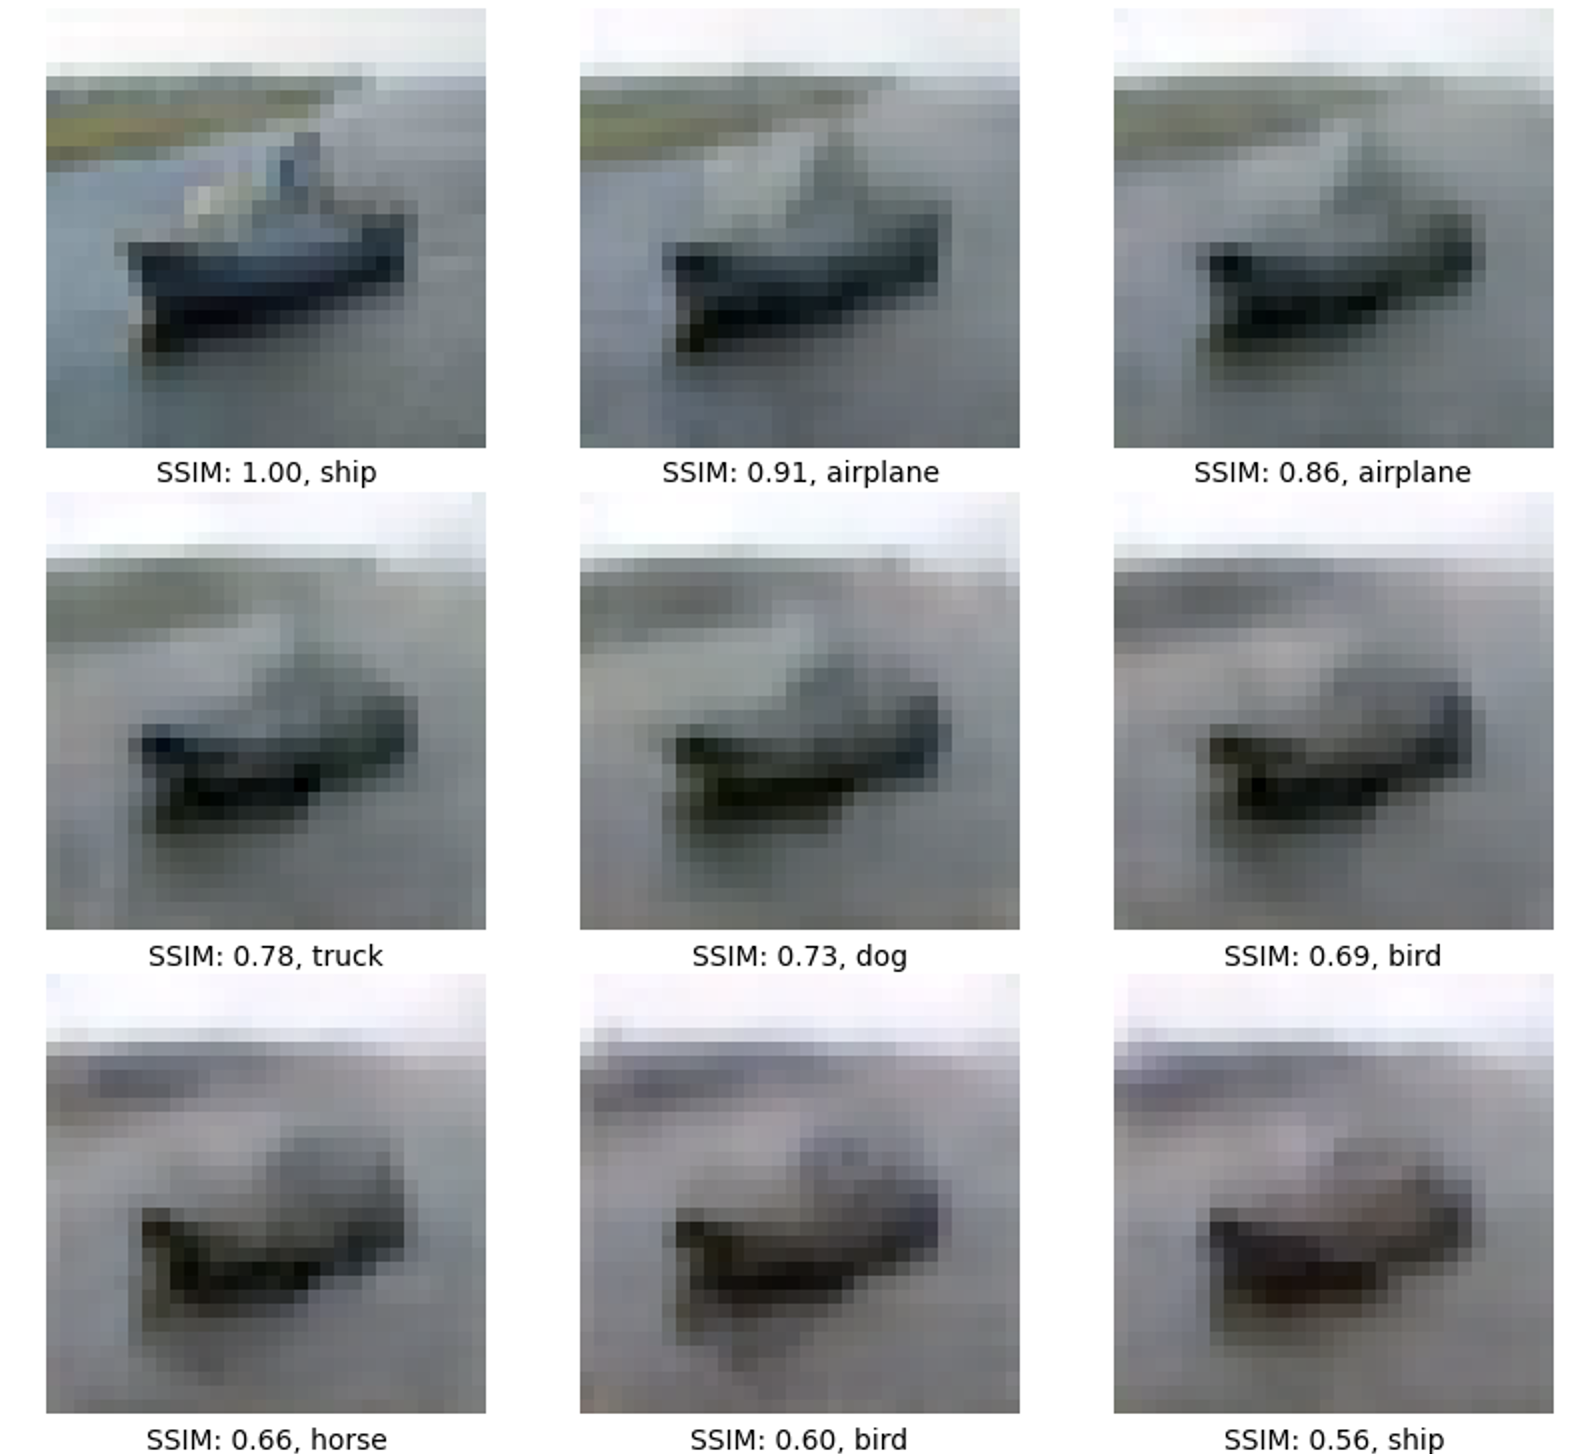 SSIM: 1.00, ship
SSIM: 0.91, airplane
SSIM: 0.86, airplane
SSIM: 0.78, truck
SSIM: 0.73, dog
SSIM: 0.69, bird
SSIM: 0.66, horse
SSIM: 0.60, bird
SSIM: 0.56, ship